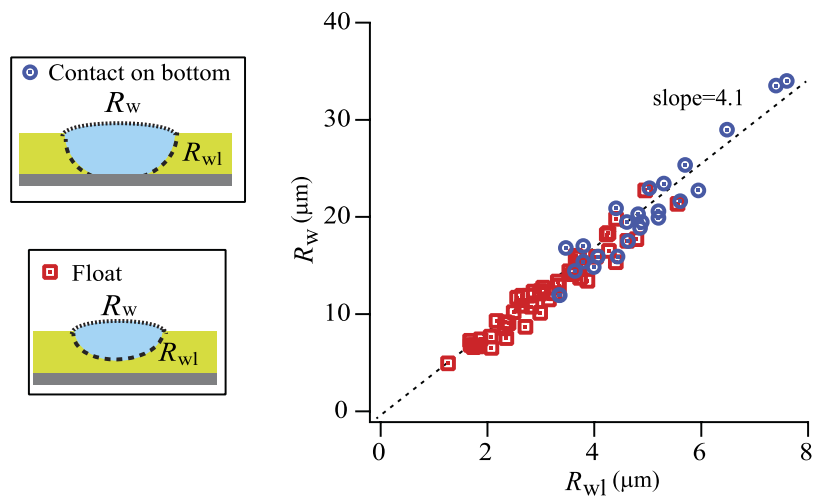 Contact on bottom
Rw
Rwl
Float
Rw
Rwl
40
30
20
10
0
Rw (μm)
slope=4.1
0 2 4 6 8
Rwl (μm)